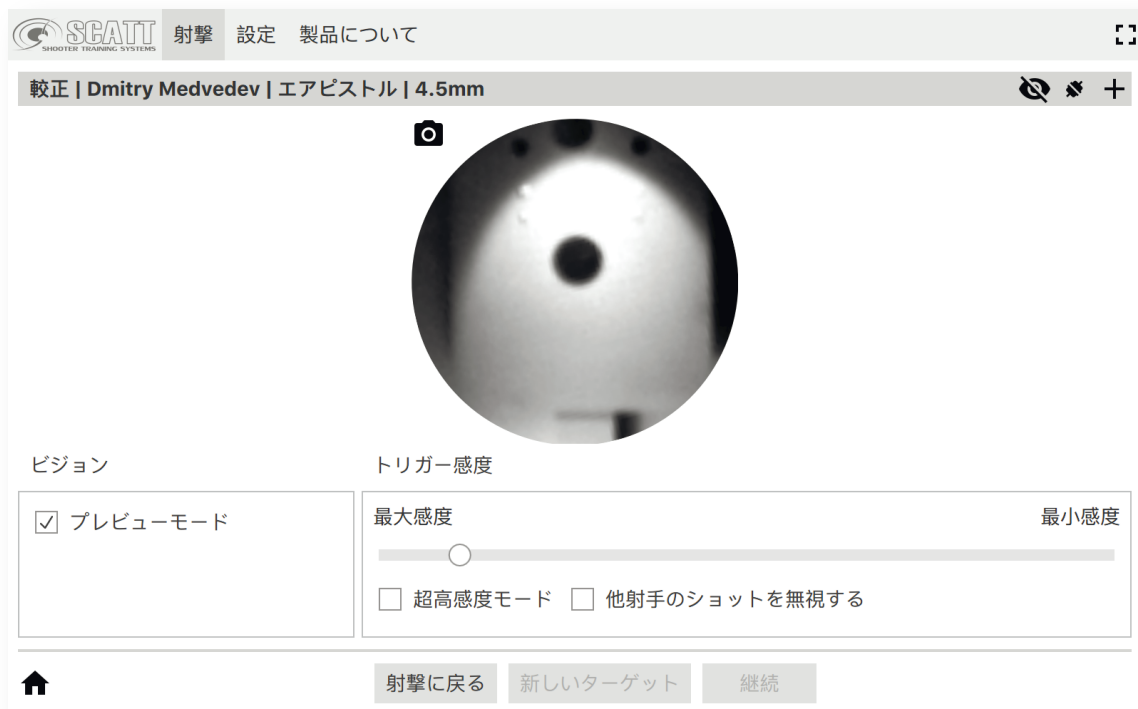 SCATT 射撃 設定 製品について
SHOOTER TRAINING SYSTEMS
較正 | Dmitry Medvedev | エアピストル | 4.5mm
ビジョン
プレビューモード
トリガー感度
最大感度 最小感度
超高感度モード 他射手のショットを無視する
射撃に戻る 新しいターゲット 継続